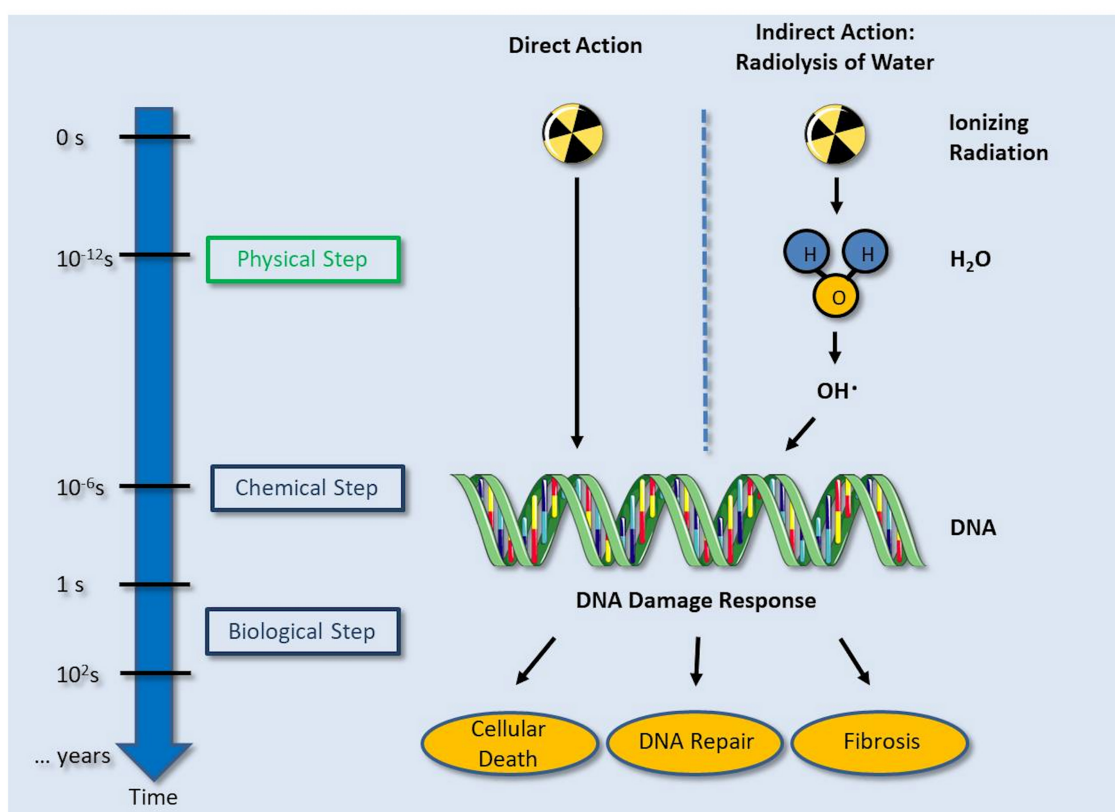 Direct Action
Indirect Action:
Radiolysis of Water
0 s
Ionizing
Radiation
10⁻¹²s
Physical Step
H
H
O
H₂O
OH·
10⁻⁶s
Chemical Step
DNA
1 s
DNA Damage Response
Biological Step
10²s
Cellular
Death
DNA Repair
Fibrosis
... years
Time